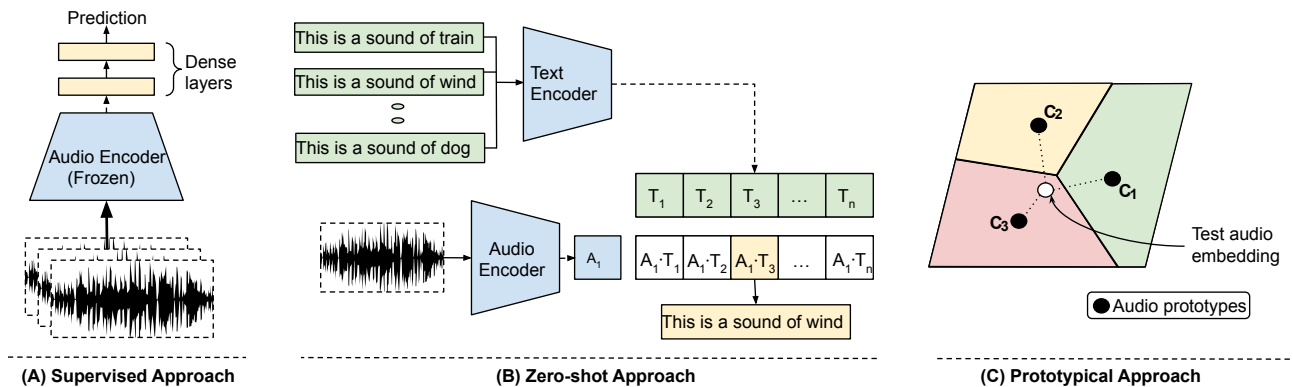 Prediction
Dense
layers
Audio Encoder
(Frozen)
(A) Supervised Approach
This is a sound of train
This is a sound of wind
This is a sound of dog
Text
Encoder
T1 T2 T3 ... Tn
Audio
Encoder
A1
A1·T1 A1·T2 A1·T3 ... A1·Tn
This is a sound of wind
(B) Zero-shot Approach
C2
C1
C3
Test audio
embedding
Audio prototypes
(C) Prototypical Approach